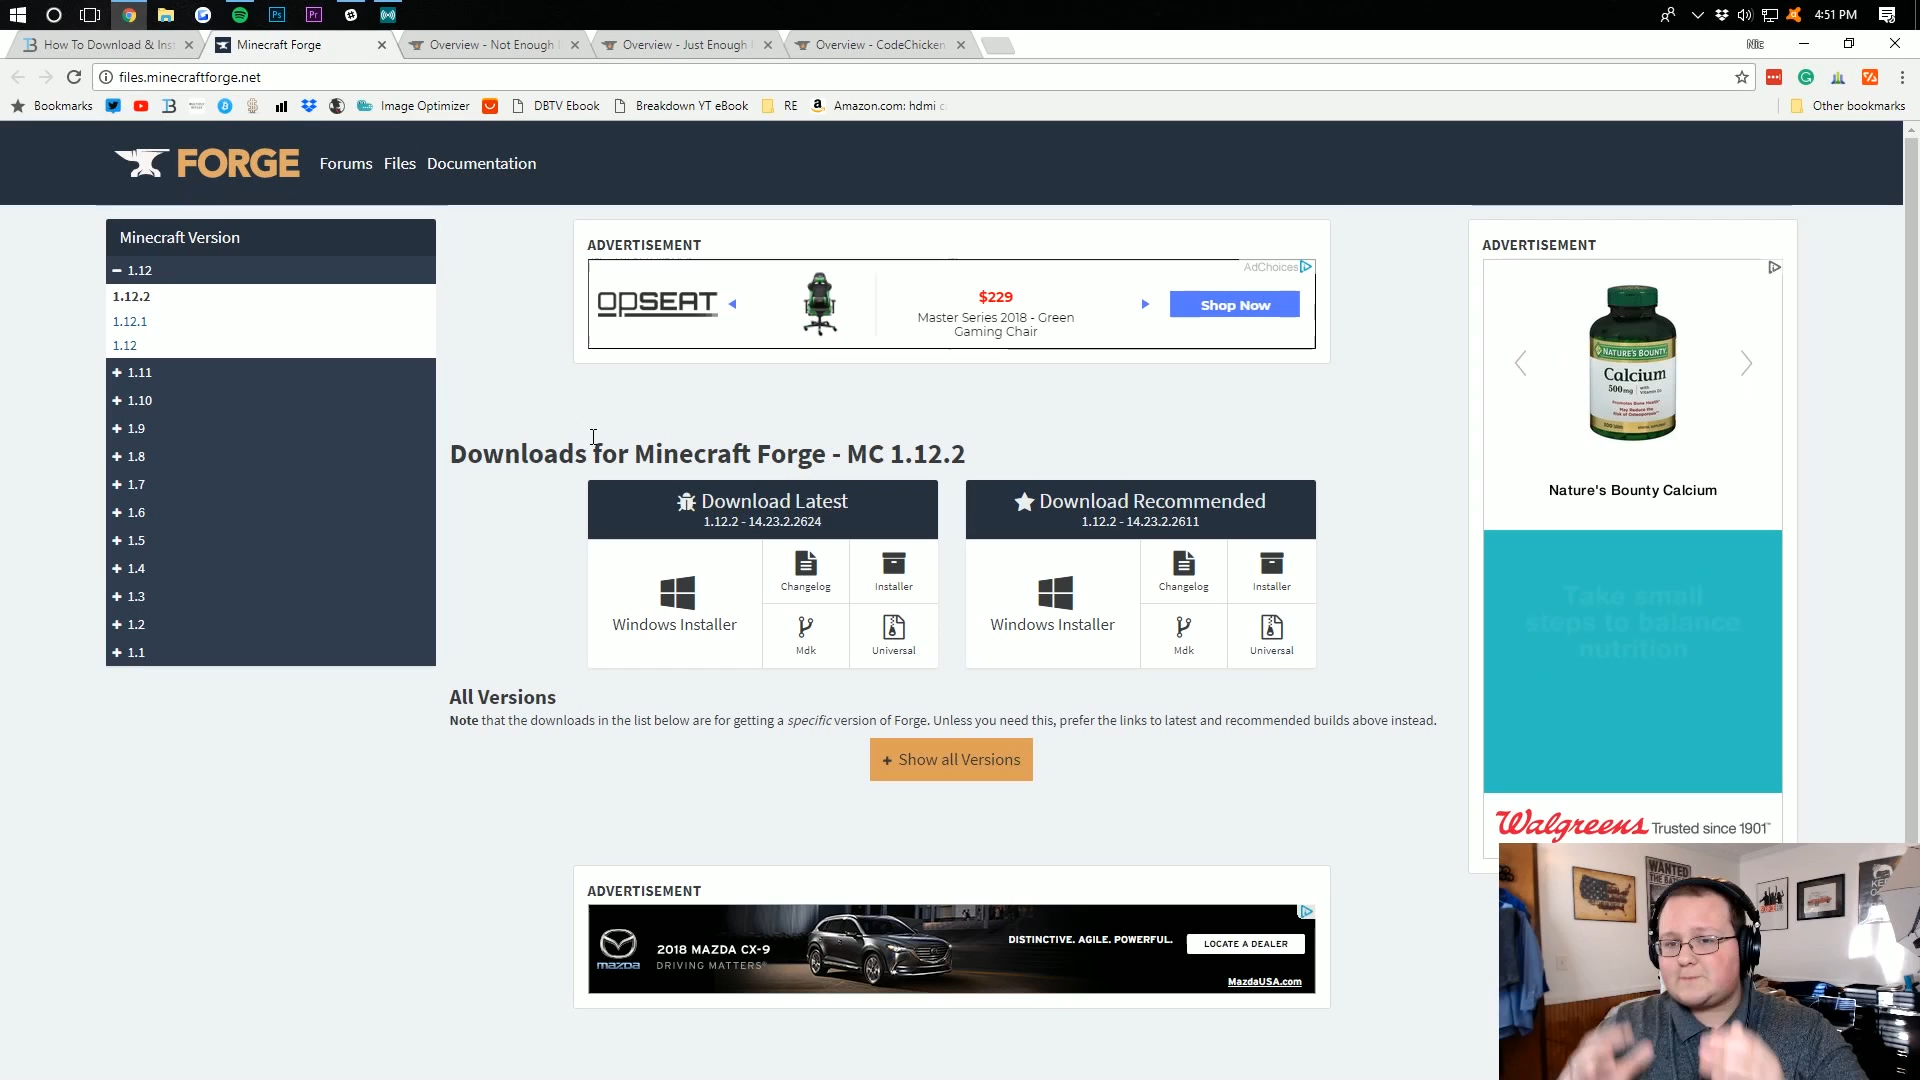 4:51 PM
How To Download & Inst
Minecraft Forge
Overview - Not Enough
Overview - Just Enough
Overview - CodeChicken
Nic
files.minecraftforge.net
Bookmarks
Image Optimizer
DBTV Ebook
Breakdown YT eBook
RE
Amazon.com: hdmi c
Other bookmarks
FORGE
Forums Files Documentation
Minecraft Version
1.12
1.12.2
1.12.1
1.12
1.11
1.10
1.9
1.8
1.7
1.6
1.5
1.4
1.3
1.2
1.1
ADVERTISEMENT
AdChoices
OPSEAT
$229
Master Series 2018 - Green
Gaming Chair
Shop Now
Downloads for Minecraft Forge - MC 1.12.2
Download Latest
1.12.2 - 14.23.2.2624
Windows Installer
Changelog
Installer
Mdk
Universal
Download Recommended
1.12.2 - 14.23.2.2611
Windows Installer
Changelog
Installer
Mdk
Universal
All Versions
Note that the downloads in the list below are for getting a specific version of Forge. Unless you need this, prefer the links to latest and recommended builds above instead.
+ Show all Versions
ADVERTISEMENT
mazda
2018 MAZDA CX-9
DRIVING MATTERS
DISTINCTIVE. AGILE. POWERFUL.
LOCATE A DEALER
MazdaUSA.com
ADVERTISEMENT
NATURE'S BOUNTY
Calcium
500mg
Nature's Bounty Calcium
Take small
steps to balance
nutrition
Walgreens Trusted since 1901™
WANTED